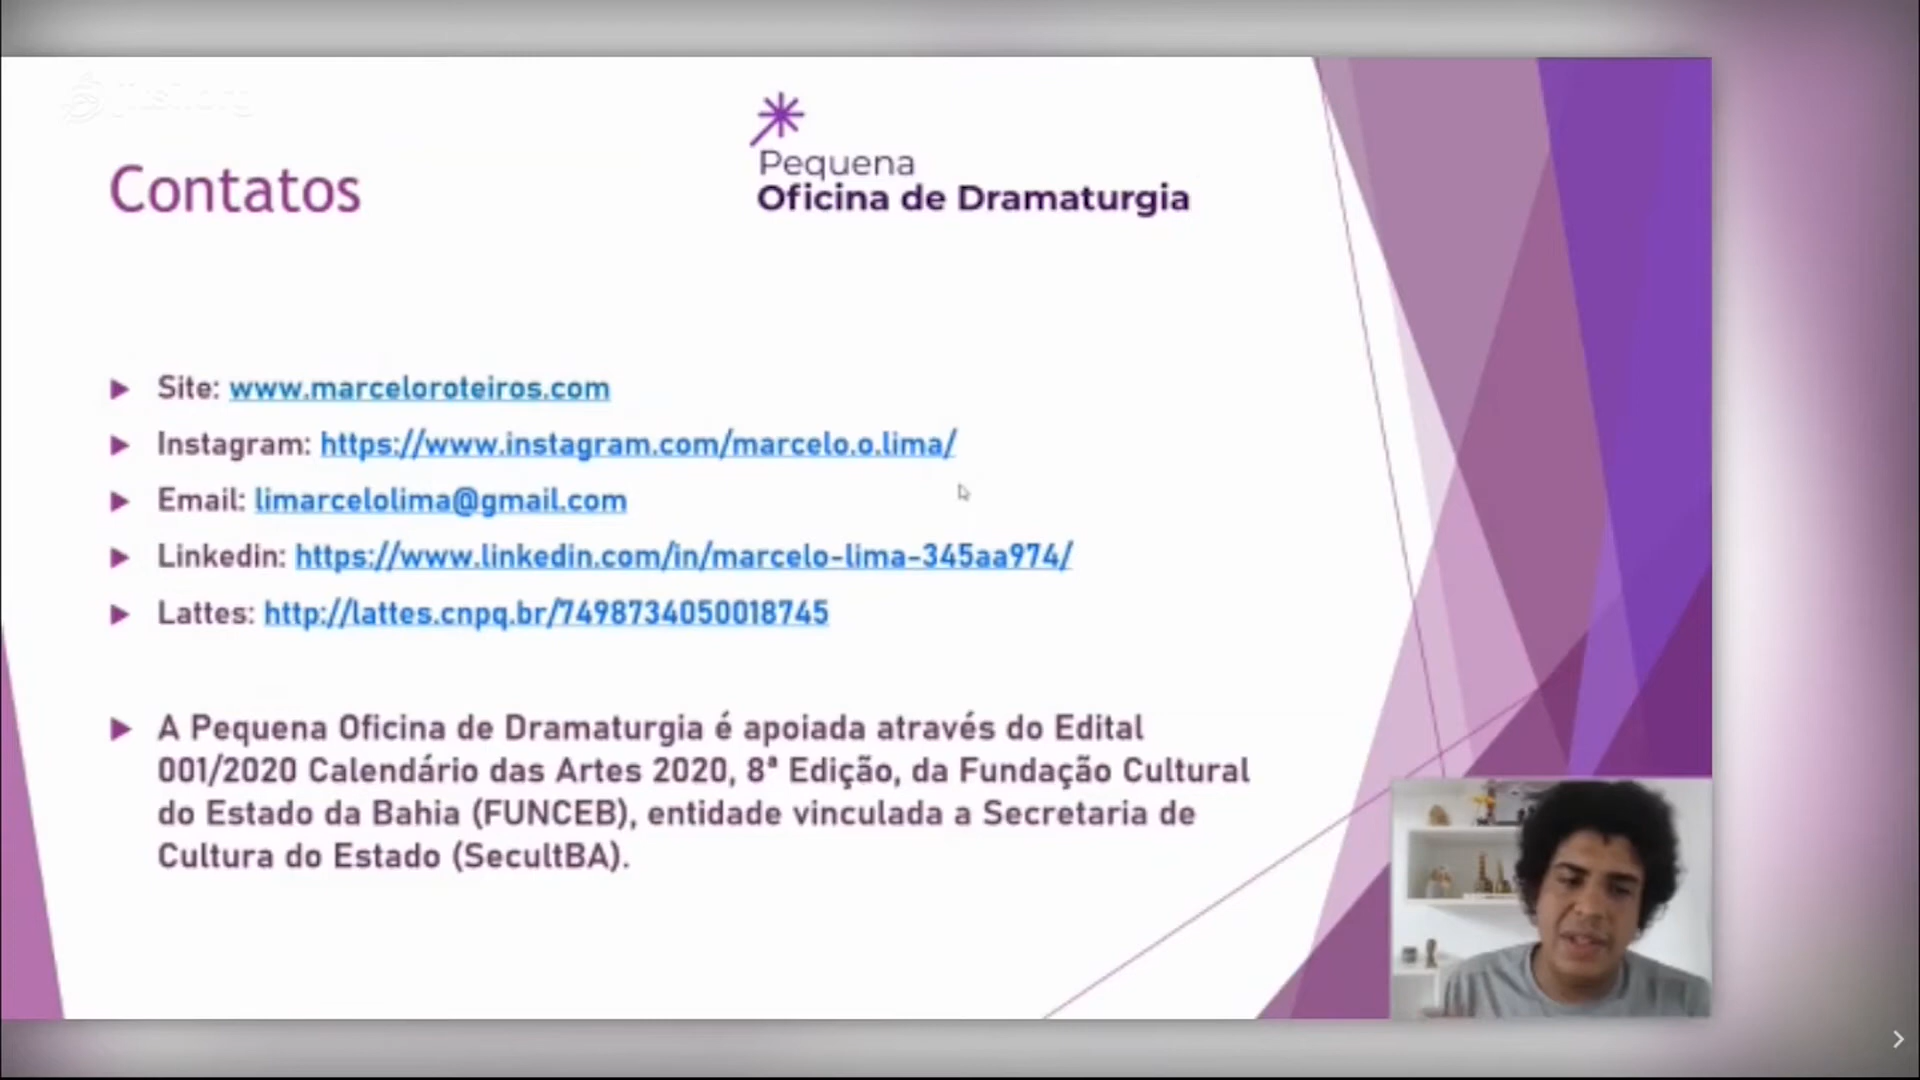 Contatos
Pequena
Oficina de Dramaturgia
Site: www.marceloroteiros.com
Instagram: https://www.instagram.com/marcelo.o.lima/
Email: limarcelolima@gmail.com
Linkedin: https://www.linkedin.com/in/marcelo-lima-345aa974/
Lattes: http://lattes.cnpq.br/7498734050018745
A Pequena Oficina de Dramaturgia é apoiada através do Edital
001/2020 Calendário das Artes 2020, 8ª Edição, da Fundação Cultural
do Estado da Bahia (FUNCEB), entidade vinculada a Secretaria de
Cultura do Estado (SecultBA).